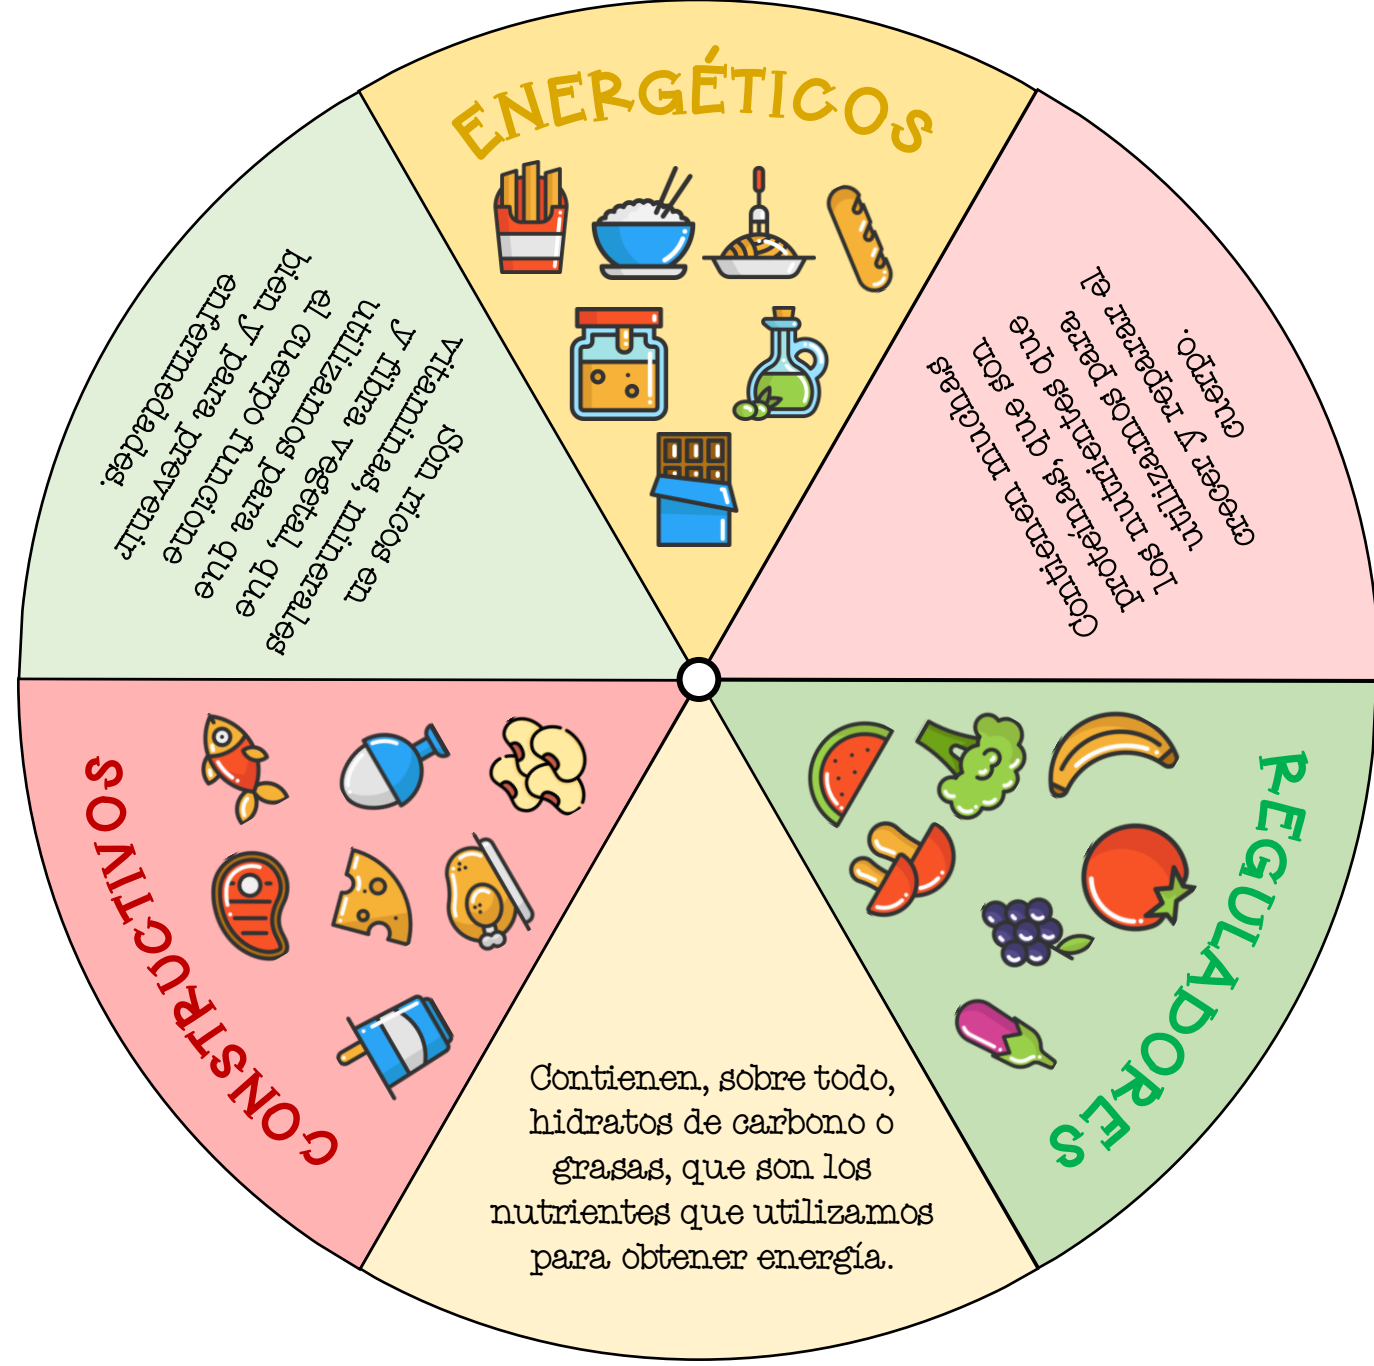 ENERGÉTICOS
Contienen muchas
proteínas, que son
los nutrientes que
utilizamos para
crecer y reparar el
cuerpo.
REGULADORES
Contienen, sobre todo,
hidratos de carbono o
grasas, que son los
nutrientes que utilizamos
para obtener energía.
CONSTRUCTIVOS
Son ricos en
vitaminas, minerales
y fibra vegetal, que
utilizamos para que
el cuerpo funcione
bien y para prevenir
enfermedades.